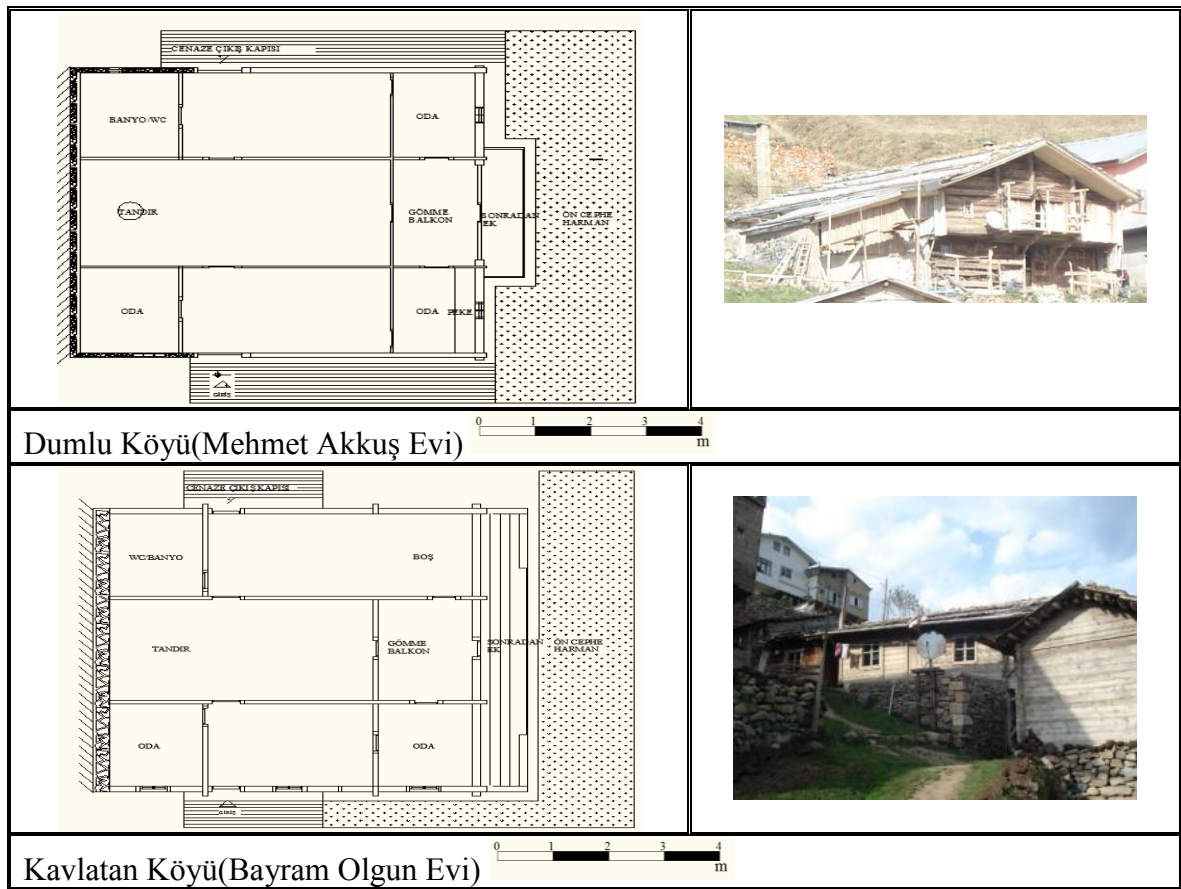 CENAZE ÇIKIŞ KAPISI
BANYO/WC
ODA
TANDIR
GÖMME
BALKON
SONRADAN
EK
ÖN CEPHE
HARMAN
ODA
ODA
PEKE
GİRİŞ
Dumlu Köyü(Mehmet Akkuş Evi)
0 1 2 3 4
m
CENAZE ÇIKIŞ KAPISI
WC/BANYO
BOŞ
TANDIR
GÖMME
BALKON
SONRADAN
EK
ÖN CEPHE
HARMAN
ODA
ODA
GİRİŞ
Kavlatan Köyü(Bayram Olgun Evi)
0 1 2 3 4
m